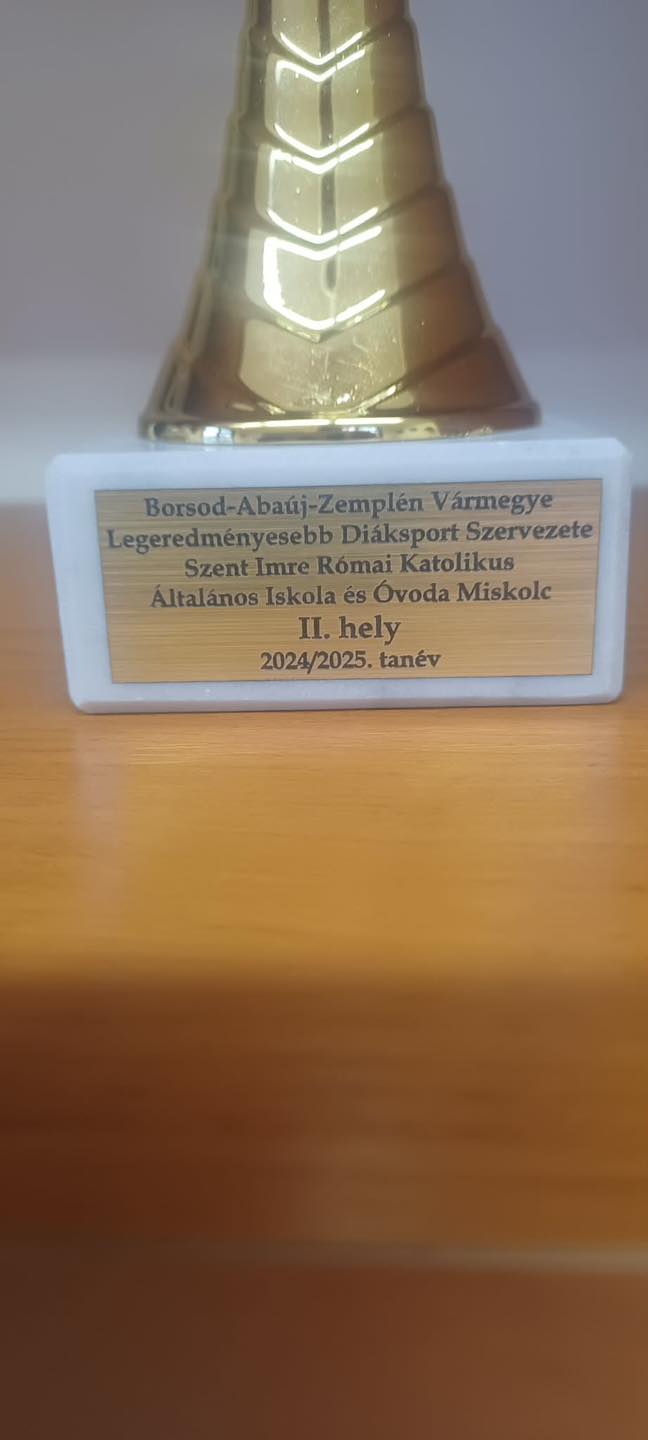 Borsod-Abaúj-Zemplén Vármegye
Legeredményesebb Diáksport Szervezete
Szent Imre Római Katolikus
Általános Iskola és Óvoda Miskolc
II. hely
2024/2025. tanév